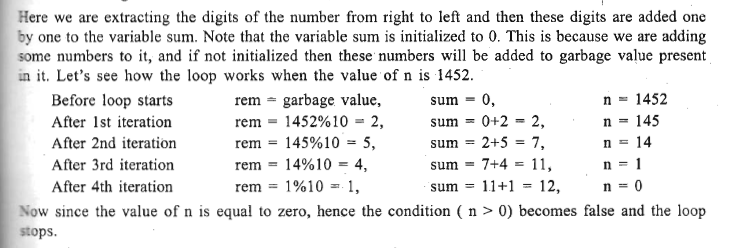 Here we are extracting the digits of the number from right to left and then these digits are added one
by one to the variable sum. Note that the variable sum is initialized to 0. This is because we are adding
some numbers to it, and if not initialized then these numbers will be added to garbage value present
in it. Let's see how the loop works when the value of n is 1452.
Before loop starts rem = garbage value, sum = 0, n = 1452
After 1st iteration rem = 1452%10 = 2, sum = 0+2 = 2, n = 145
After 2nd iteration rem = 145%10 = 5, sum = 2+5 = 7, n = 14
After 3rd iteration rem = 14%10 = 4, sum = 7+4 = 11, n = 1
After 4th iteration rem = 1%10 = 1, sum = 11+1 = 12, n = 0
Now since the value of n is equal to zero, hence the condition ( n > 0) becomes false and the loop
stops.